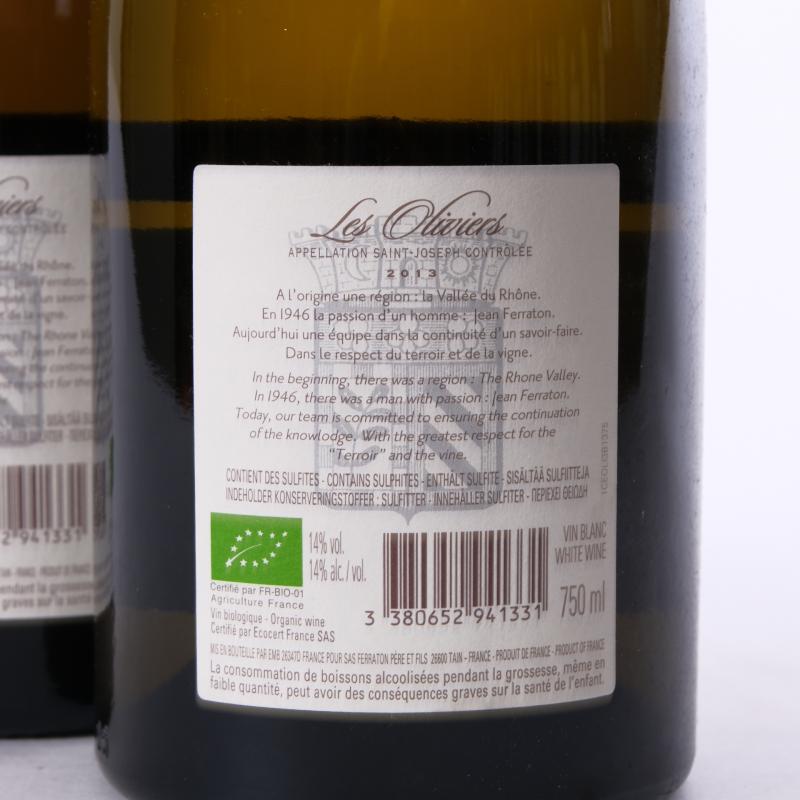 Les Oliviers
APPELLATION SAINT-JOSEPH CONTRÔLÉE
2013
A l'origine une région : la Vallée du Rhône.
En 1946 la passion d'un homme : Jean Ferraton.
Aujourd'hui une équipe dans la continuité d'un savoir-faire.
Dans le respect du terroir et de la vigne.
In the beginning, there was a region : The Rhone Valley.
In 1946, there was a man with passion : Jean Ferraton.
Today, our team is committed to ensuring the continuation
of the knowlodge. With the greatest respect for the
"Terroir" and the vine.
CONTIENT DES SULFITES - CONTAINS SULPHITES - ENTHÄLT SULFITE - SISÄLTÄÄ SULFIITTEJA
INDEHOLDER KONSERVERINGSTOFFER : SULFITTER - INNEHÅLLER SULFITER - ΠΕΡΙΕΧΕΙ ΘΕΙΩΔΗ
14% vol.
14% alc. / vol.
Certifié par FR-BIO-01
Agriculture France
Vin biologique - Organic wine
Certifié par Ecocert France SAS
3 380652 941331
VIN BLANC
WHITE WINE
750 ml
MIS EN BOUTEILLE PAR EMB 26347D FRANCE POUR SAS FERRATON PÈRE ET FILS 26600 TAIN - FRANCE - PRODUIT DE FRANCE - PRODUCT OF FRANCE
La consommation de boissons alcoolisées pendant la grossesse, même en
faible quantité, peut avoir des conséquences graves sur la santé de l'enfant.